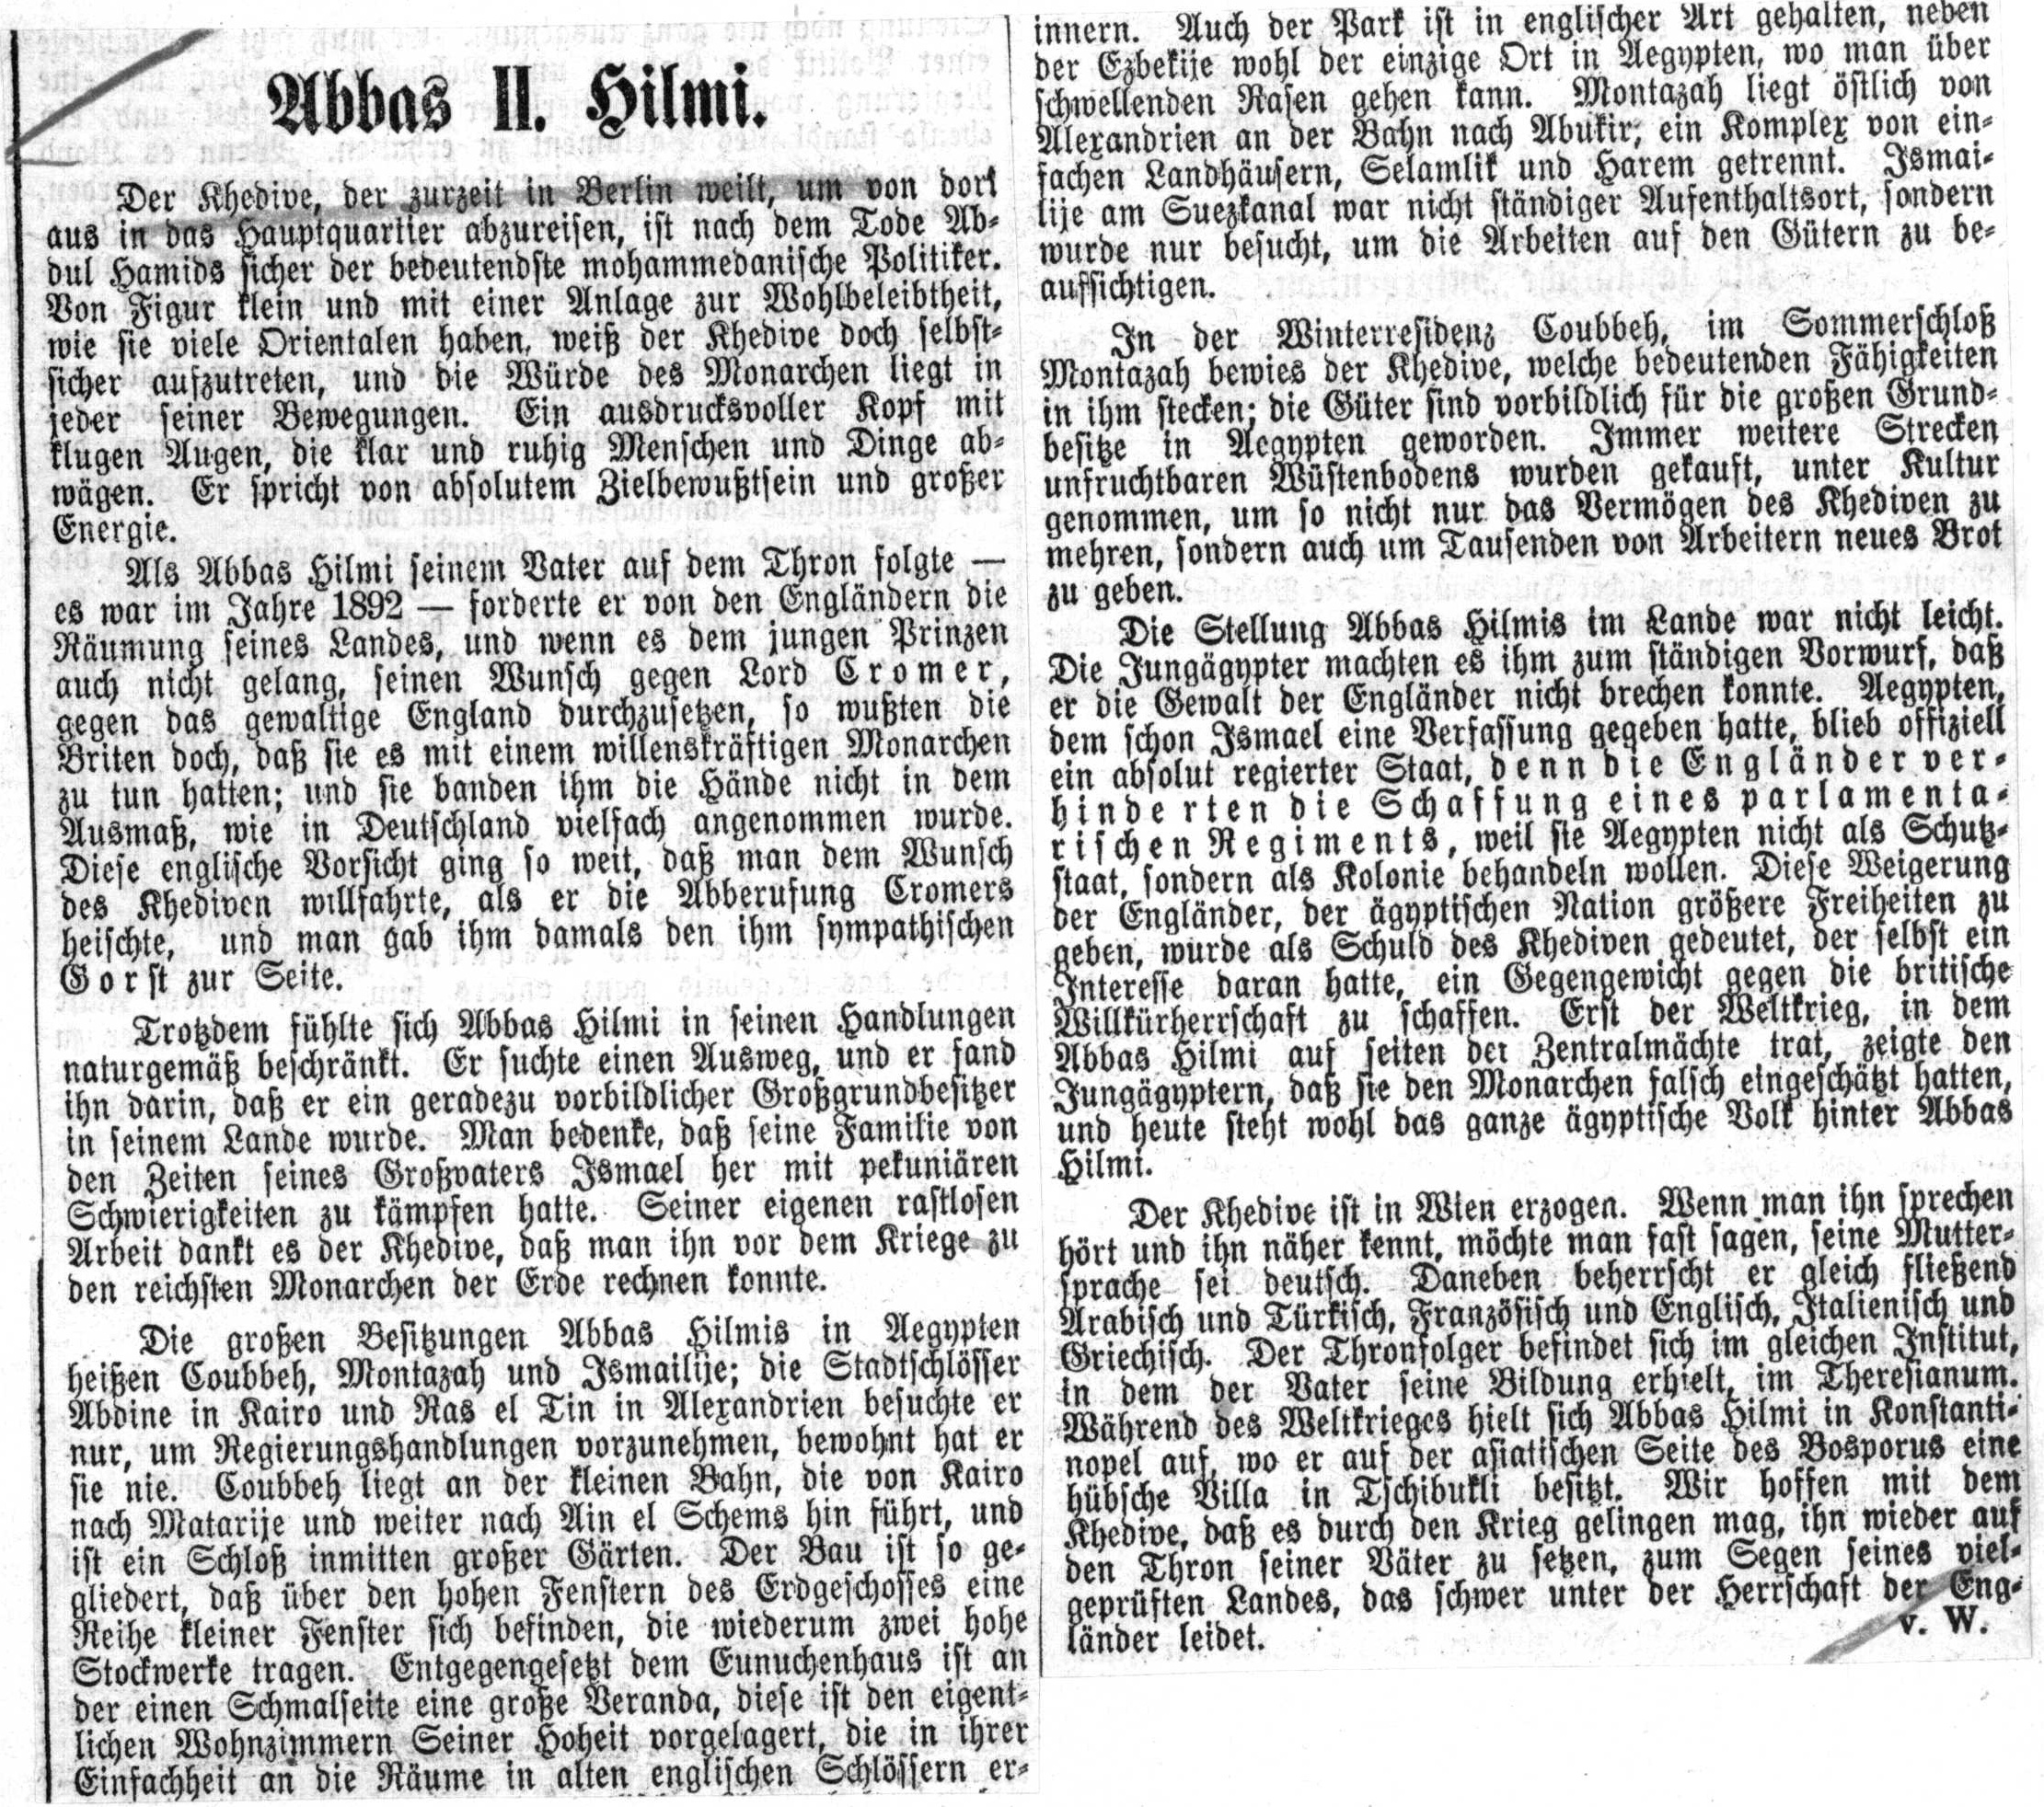 Abbas II. Hilmi.
Der Khedive, der zurzeit in Berlin weilt, um von dort
aus in das Hauptquartier abzureisen, ist nach dem Tode Ab-
dul Hamids sicher der bedeutendste mohammedanische Politiker.
Von Figur klein und mit einer Anlage zur Wohlbeleibtheit,
wie sie viele Orientalen haben, weiß der Khedive doch selbst-
sicher aufzutreten, und die Würde des Monarchen liegt in
jeder seiner Bewegungen. Ein ausdrucksvoller Kopf mit
klugen Augen, die klar und ruhig Menschen und Dinge ab-
wägen. Er spricht von absolutem Zielbewußtsein und großer
Energie.
Als Abbas Hilmi seinem Vater auf dem Thron folgte —
es war im Jahre 1892 — forderte er von den Engländern die
Räumung seines Landes, und wenn es dem jungen Prinzen
auch nicht gelang, seinen Wunsch gegen Lord Cromer,
gegen das gewaltige England durchzusetzen, so wußten die
Briten doch, daß sie es mit einem willenskräftigen Monarchen
zu tun hatten; und sie banden ihm die Hände nicht in dem
Ausmaß, wie in Deutschland vielfach angenommen wurde.
Diese englische Vorsicht ging so weit, daß man dem Wunsch
des Khediven willfahrte, als er die Abberufung Cromers
heischte, und man gab ihm damals den ihm sympathischen
Gorst zur Seite.
Trotzdem fühlte sich Abbas Hilmi in seinen Handlungen
naturgemäß beschränkt. Er suchte einen Ausweg, und er fand
ihn darin, daß er ein geradezu vorbildlicher Großgrundbesitzer
in seinem Lande wurde. Man bedenke, daß seine Familie von
den Zeiten seines Großvaters Ismael her mit pekuniären
Schwierigkeiten zu kämpfen hatte. Seiner eigenen rastlosen
Arbeit dankt es der Khedive, daß man ihn vor dem Kriege zu
den reichsten Monarchen der Erde rechnen konnte.
Die großen Besitzungen Abbas Hilmis in Aegypten
heißen Coubbeh, Montazah und Ismailije; die Stadtschlösser
Abdine in Kairo und Ras el Tin in Alexandrien besuchte er
nur, um Regierungshandlungen vorzunehmen, bewohnt hat er
sie nie. Coubbeh liegt an der kleinen Bahn, die von Kairo
nach Matarije und weiter nach Ain el Schems hin führt, und
ist ein Schloß inmitten großer Gärten. Der Bau ist so ge-
gliedert, daß über den hohen Fenstern des Erdgeschosses eine
Reihe kleiner Fenster sich befinden, die wiederum zwei hohe
Stockwerke tragen. Entgegengesetzt dem Eunuchenhaus ist an
der einen Schmalseite eine große Veranda, diese ist den eigent-
lichen Wohnzimmern Seiner Hoheit vorgelagert, die in ihrer
Einfachheit an die Räume in alten englischen Schlössern er-
innern. Auch der Park ist in englischer Art gehalten, neben
der Ezbekije wohl der einzige Ort in Aegypten, wo man über
schwellenden Rasen gehen kann. Montazah liegt östlich von
Alexandrien an der Bahn nach Abukir, ein Komplex von ein-
fachen Landhäusern, Selamlik und Harem getrennt. Ismai-
lije am Suezkanal war nicht ständiger Aufenthaltsort, sondern
wurde nur besucht, um die Arbeiten auf den Gütern zu be-
aufsichtigen.
In der Winterresidenz Coubbeh, im Sommerschloß
Montazah bewies der Khedive, welche bedeutenden Fähigkeiten
in ihm stecken; die Güter sind vorbildlich für die großen Grund-
besitze in Aegypten geworden. Immer weitere Strecken
unfruchtbaren Wüstenbodens wurden gekauft, unter Kultur
genommen, um so nicht nur das Vermögen des Khediven zu
mehren, sondern auch um Tausenden von Arbeitern neues Brot
zu geben.
Die Stellung Abbas Hilmis im Lande war nicht leicht.
Die Jungägypter machten es ihm zum ständigen Vorwurf, daß
er die Gewalt der Engländer nicht brechen konnte. Aegypten,
dem schon Ismael eine Verfassung gegeben hatte, blieb offiziell
ein absolut regierter Staat, denn die Engländer ver-
hinderten die Schaffung eines parlamenta-
rischen Regiments, weil sie Aegypten nicht als Schutz-
staat, sondern als Kolonie behandeln wollen. Diese Weigerung
der Engländer, der ägyptischen Nation größere Freiheiten zu
geben, wurde als Schuld des Khediven gedeutet, der selbst ein
Interesse daran hatte, ein Gegengewicht gegen die britische
Willkürherrschaft zu schaffen. Erst der Weltkrieg, in dem
Abbas Hilmi auf seiten der Zentralmächte trat, zeigte den
Jungägyptern, daß sie den Monarchen falsch eingeschätzt hatten,
und heute steht wohl das ganze ägyptische Volk hinter Abbas
Hilmi.
Der Khedive ist in Wien erzogen. Wenn man ihn sprechen
hört und ihn näher kennt, möchte man fast sagen, seine Mutter-
sprache sei deutsch. Daneben beherrscht er gleich fließend
Arabisch und Türkisch, Französisch und Englisch, Italienisch und
Griechisch. Der Thronfolger befindet sich im gleichen Institut,
in dem der Vater seine Bildung erhielt, im Theresianum.
Während des Weltkrieges hielt sich Abbas Hilmi in Konstanti-
nopel auf, wo er auf der asiatischen Seite des Bosporus eine
hübsche Villa in Tschibukli besitzt. Wir hoffen mit dem
Khedive, daß es durch den Krieg gelingen mag, ihn wieder auf
den Thron seiner Väter zu setzen, zum Segen seines viel-
geprüften Landes, das schwer unter der Herrschaft der Eng-
länder leidet.
v. W.